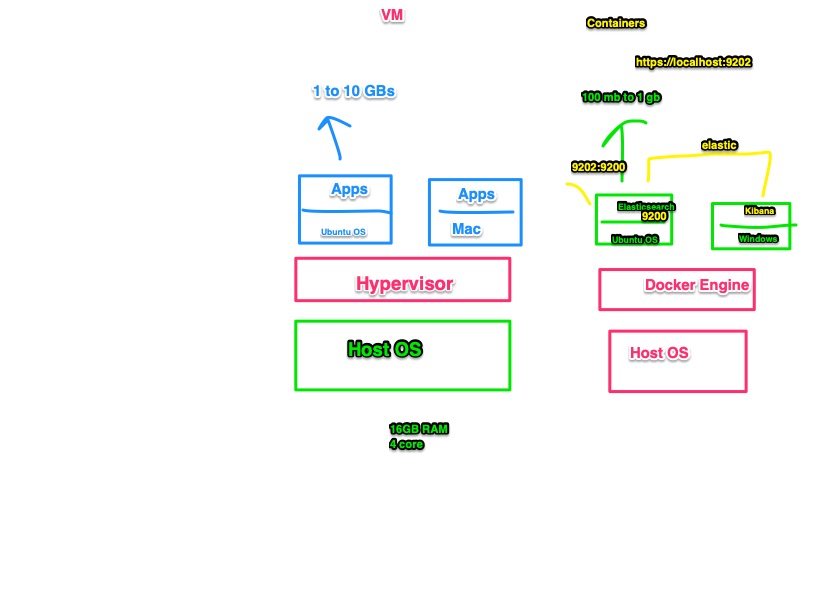 VM
Containers
https://localhost:9202
1 to 10 GBs
100 mb to 1 gb
elastic
9202:9200
Apps
Ubuntu OS
Apps
Mac
Elasticsearch
9200
Ubuntu OS
Kibana
Windows
Hypervisor
Docker Engine
Host OS
Host OS
16GB RAM
4 core